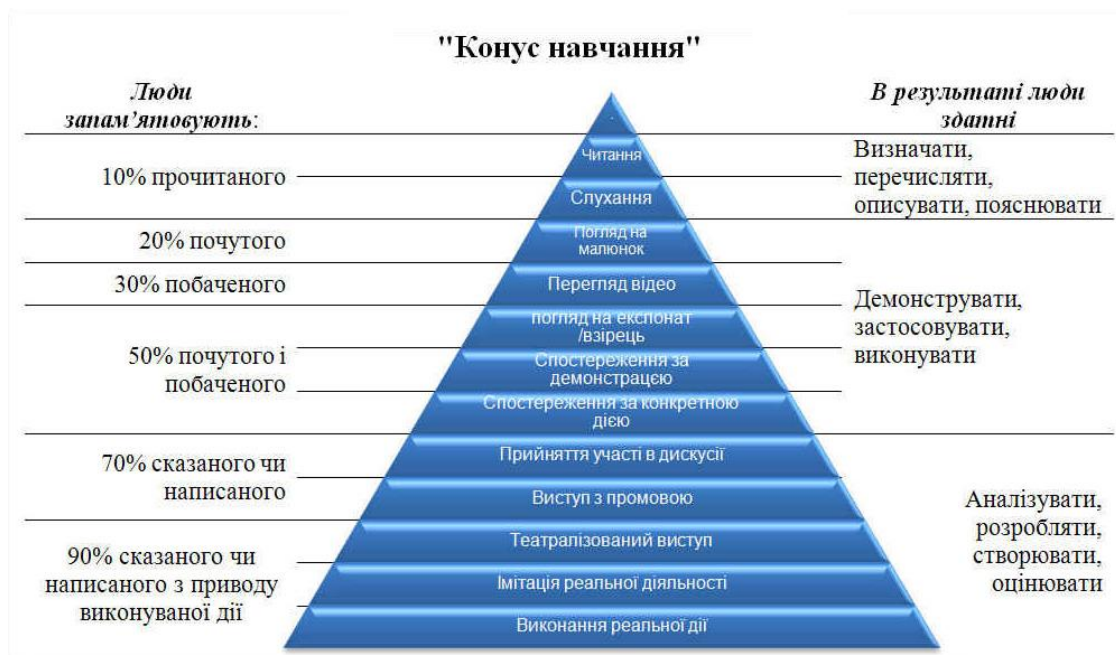 "Конус навчання"
Люди
запам’ятовують:
10% прочитаного
20% почутого
30% побаченого
50% почутого і
побаченого
70% сказаного чи
написаного
90% сказаного чи
написаного з приводу
виконуваної дії
Читання
Слухання
Погляд на
малюнок
Перегляд відео
погляд на експонат
/взірець
Спостереження за
демонстрацією
Спостереження за конкретною
дією
Прийняття участі в дискусії
Виступ з промовою
Театралізований виступ
Імітація реальної діяльності
Виконання реальної дії
В результаті люди
здатні
Визначати,
перечисляти,
описувати, пояснювати
Демонструвати,
застосовувати,
виконувати
Аналізувати,
розробляти,
створювати,
оцінювати